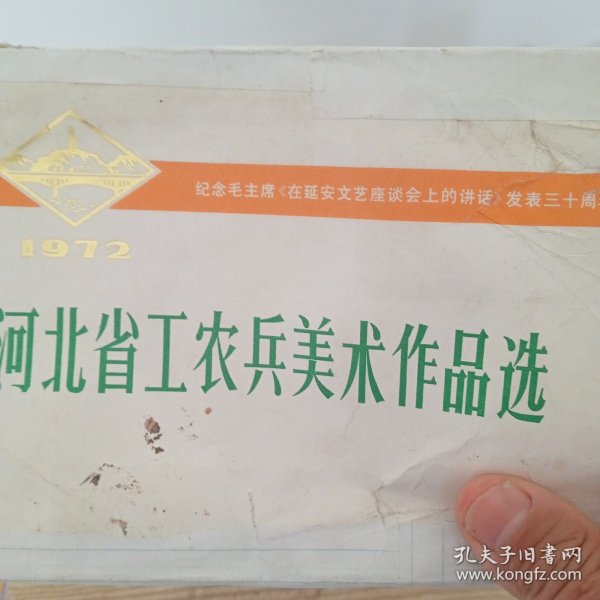 纪念毛主席《在延安文艺座谈会上的讲话》发表三十周
1972
河北省工农兵美术作品选
孔夫子旧书网
www.kongfz.com